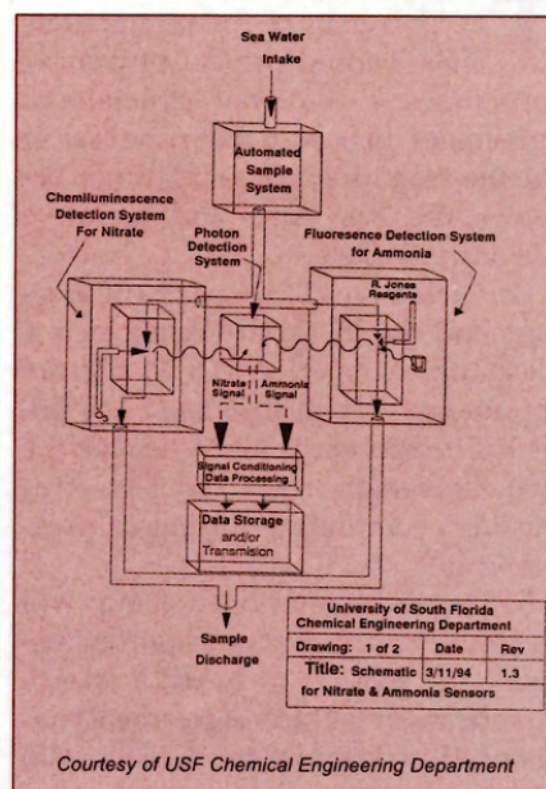 Sea Water
Intake
Automated
Sample
System
Chemiluminescence
Detection System
For Nitrate
Photon
Detection
System
Fluoresence Detection System
for Ammonia
R. Jones
Reagents
O3
Nitrate
Signal
Ammonia
Signal
Signal Conditioning
Data Processing
Data Storage
and/or
Transmision
Sample
Discharge
University of South Florida
Chemical Engineering Department
Drawing: 1 of 2 Date Rev
Title: Schematic 3/11/94 1.3
for Nitrate & Ammonia Sensors
Courtesy of USF Chemical Engineering Department